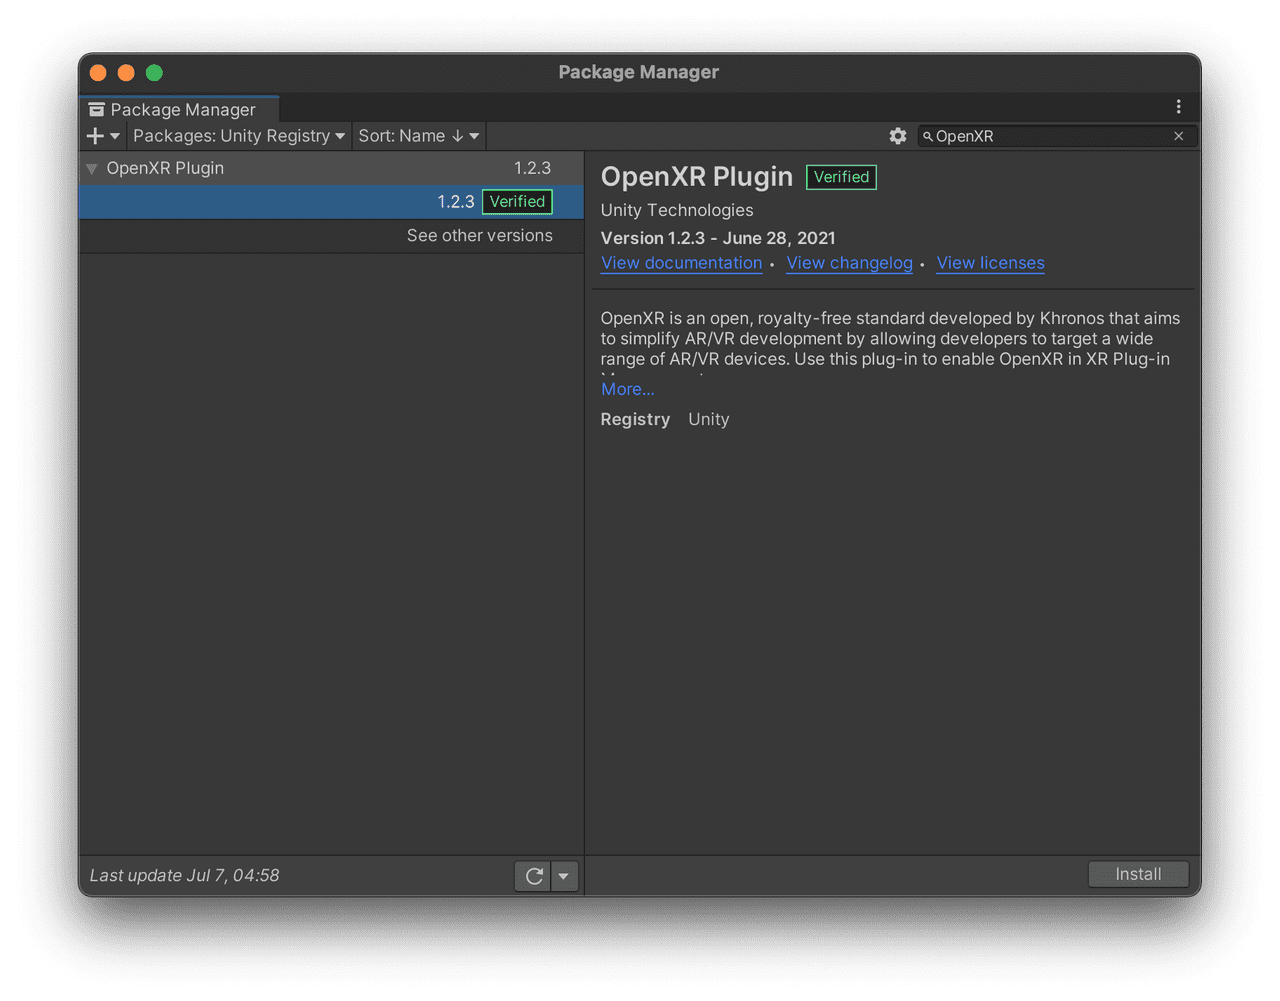 Package Manager
Package Manager
Packages: Unity Registry
Sort: Name ↓
OpenXR
OpenXR Plugin 1.2.3
1.2.3 Verified
See other versions
OpenXR Plugin Verified
Unity Technologies
Version 1.2.3 - June 28, 2021
View documentation • View changelog • View licenses
OpenXR is an open, royalty-free standard developed by Khronos that aims
to simplify AR/VR development by allowing developers to target a wide
range of AR/VR devices. Use this plug-in to enable OpenXR in XR Plug-in
More...
Registry Unity
Last update Jul 7, 04:58
Install